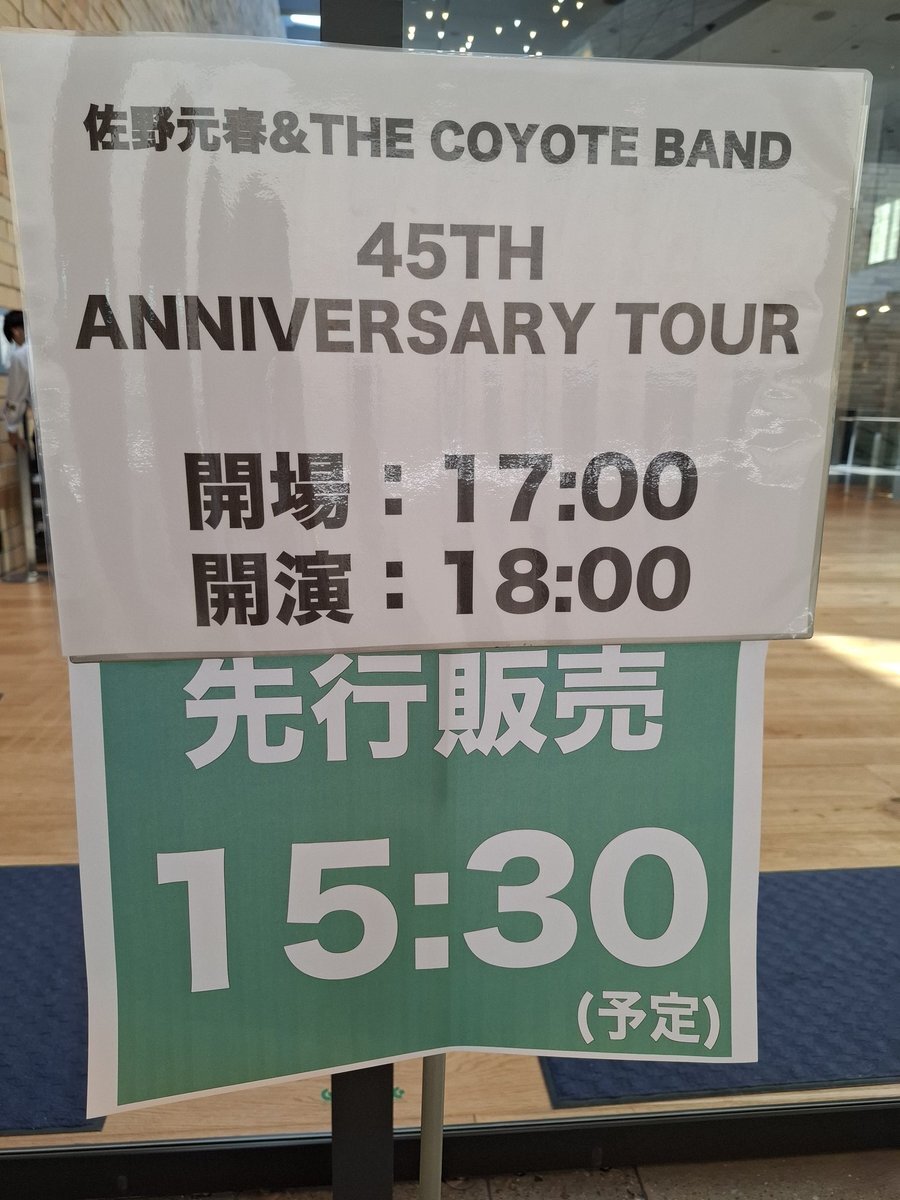 佐野元春&THE COYOTE BAND
45TH
ANNIVERSARY TOUR
開場：17:00
開演：18:00
先行販売
15:30
(予定)